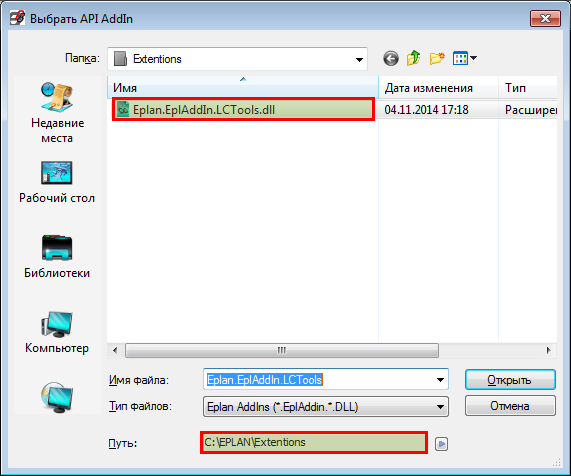 Выбрать API AddIn
Папка: Extentions
Имя Дата изменения Тип
Eplan.EplAddIn.LCTools.dll 04.11.2014 17:18 Расширен
Недавние
места
Рабочий стол
Библиотеки
Компьютер
Имя файла: Eplan.EplAddIn.LCTools Открыть
Тип файлов: Eplan AddIns (*.EplAddin.*.DLL) Отмена
Путь: C:\EPLAN\Extentions